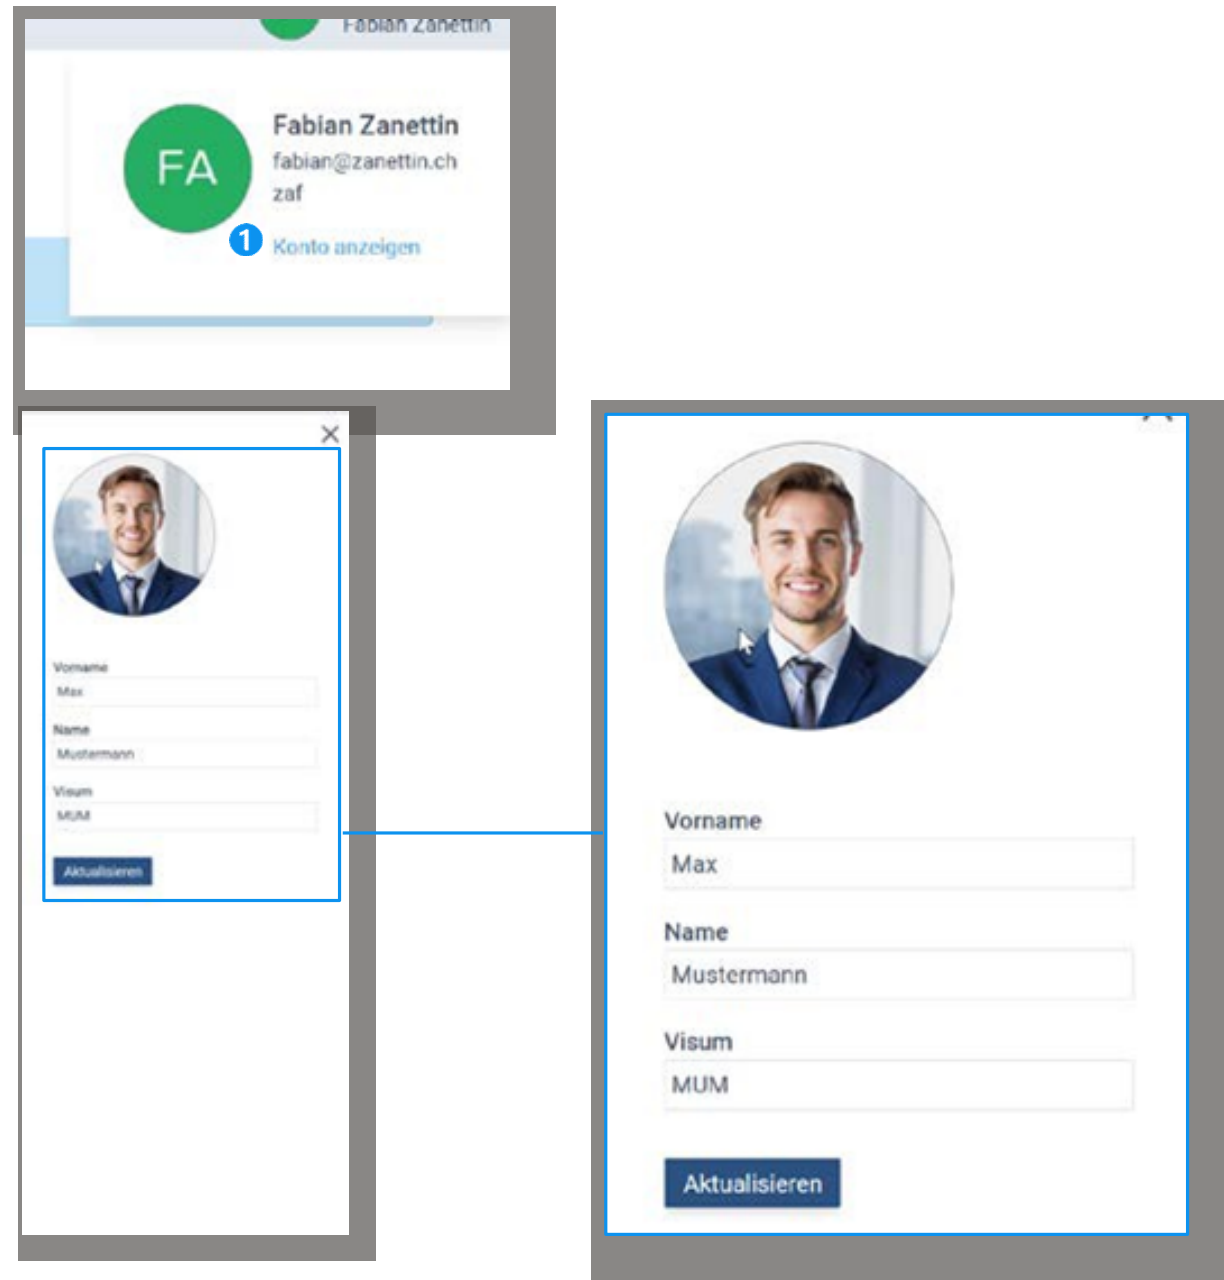 Fabian Zanettin
FA
Fabian Zanettin
fabian@zanettin.ch
zaf
1 Konto anzeigen
Vorname
Max
Name
Mustermann
Visum
MUM
Aktualisieren
Vorname
Max
Name
Mustermann
Visum
MUM
Aktualisieren